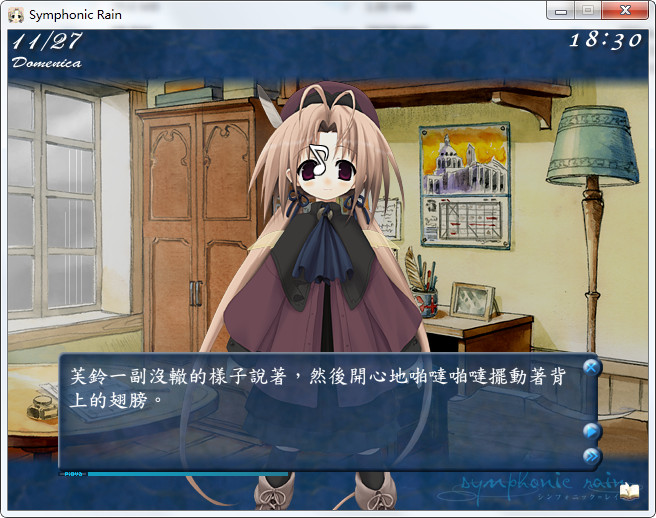 Symphonic Rain
11/27
Domenica
18:30
芙鈴一副沒轍的樣子說著，然後開心地啪噠啪噠擺動著背
上的翅膀。
Piova
symphonic rain
シンフォニック=レイン